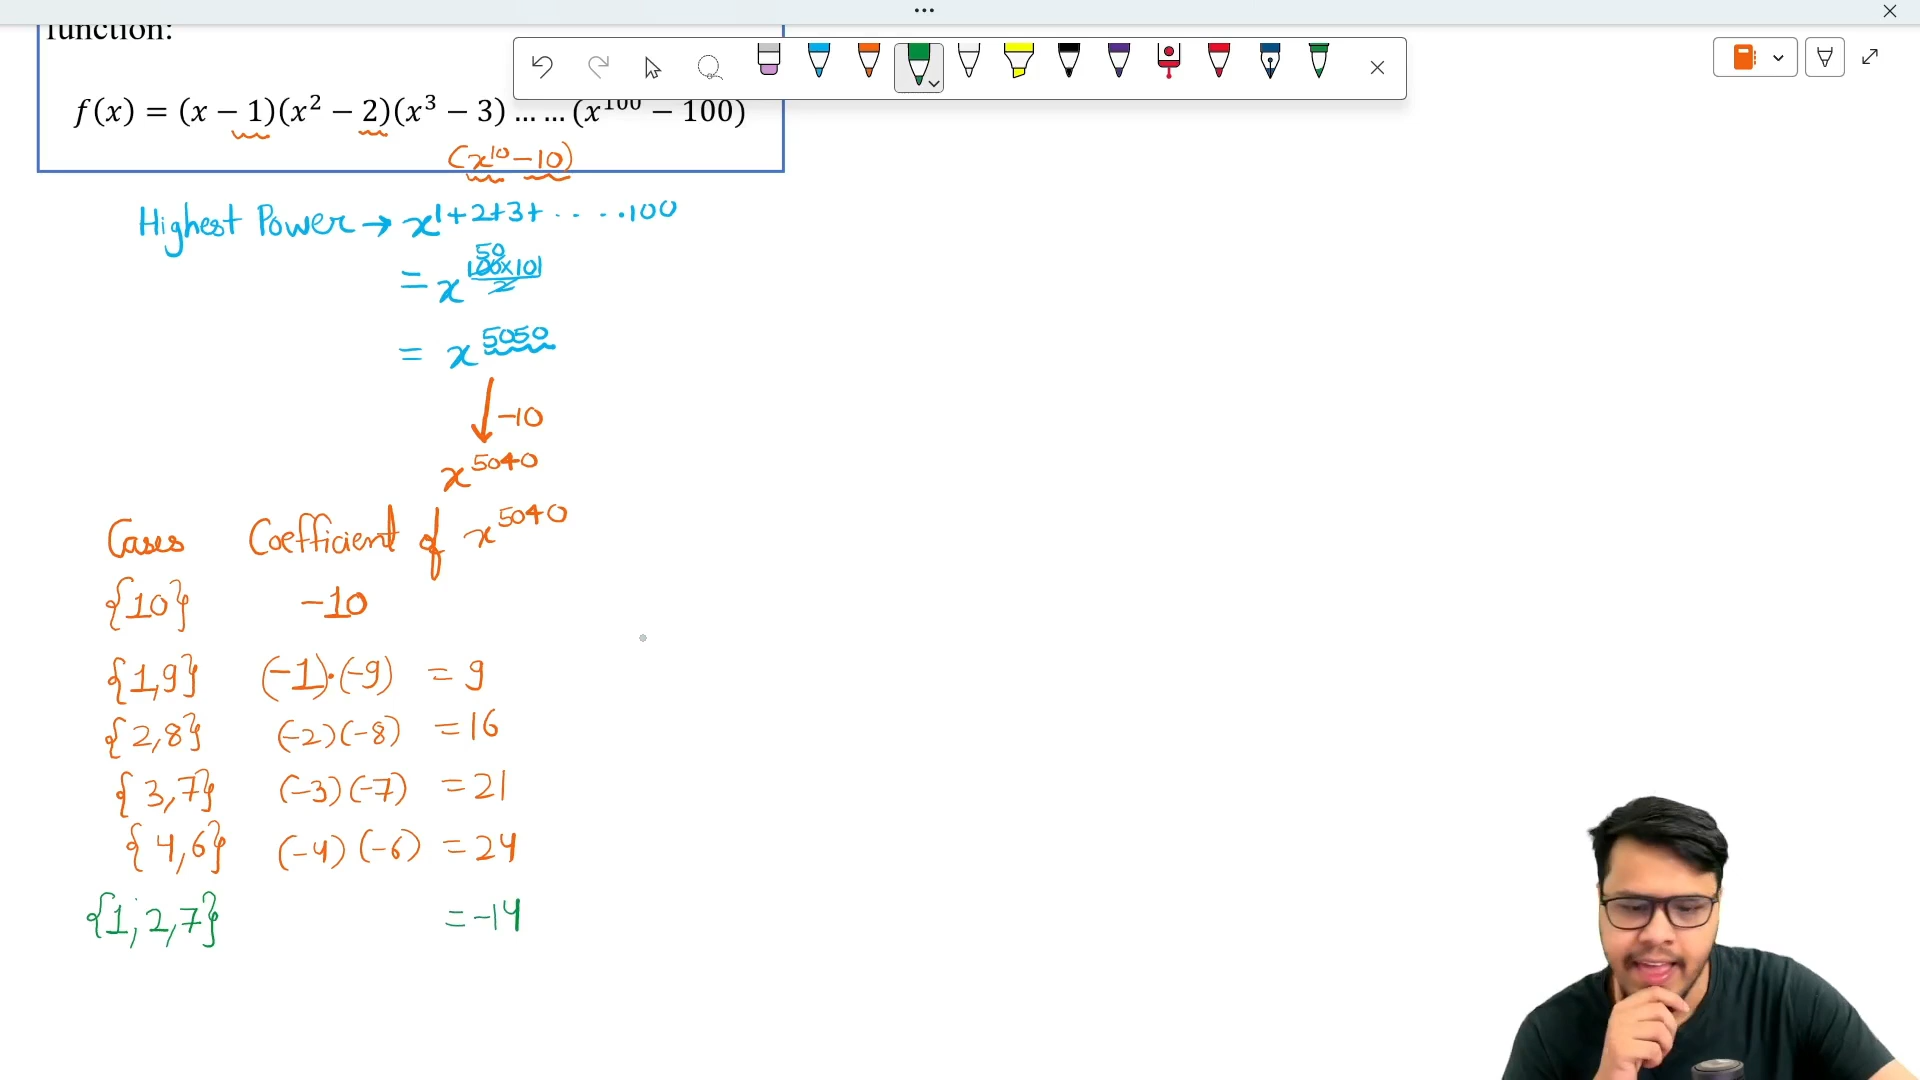 function:
f(x) = (x − 1)(x² − 2)(x³ − 3) ... ... (x¹⁰⁰ − 100)
(x¹⁰ −10)
Highest Power → x^1+2+3+ · · · · ·100
50
= x^100×101/2
= x^5050
−10
x^5040
Cases Coefficient of x^5040
{10} −10
{1,9} (−1)·(−9) = 9
{2,8} (−2)(−8) = 16
{3,7} (−3)(−7) = 21
{4,6} (−4)(−6) = 24
{1,2,7} = −14